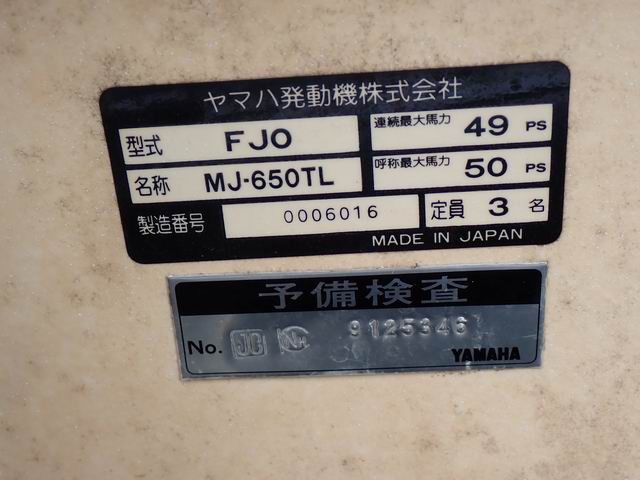 ヤマハ発動機株式会社
型式 FJ0 連続最大馬力 49 PS
名称 MJ-650TL 呼称最大馬力 50 PS
製造番号 0006016 定員 3 名
MADE IN JAPAN
予備検査
No. JCI 9125346
YAMAHA